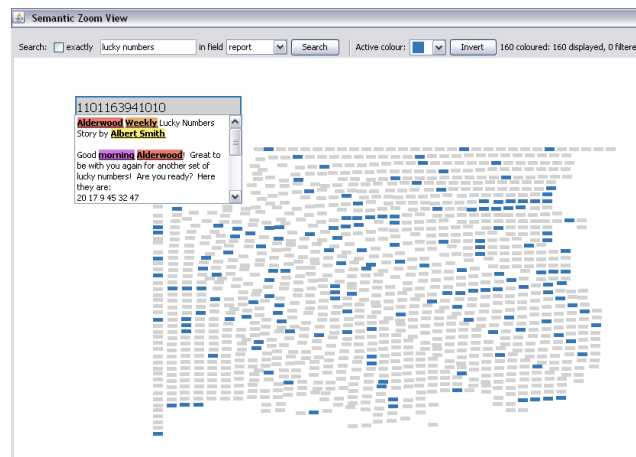 Semantic Zoom View
Search: exactly lucky numbers in field report Search Active colour: Invert 160 coloured: 160 displayed, 0 filtere
1101163941010
Alderwood Weekly Lucky Numbers
Story by Albert Smith
Good morning Alderwood! Great to
be with you again for another set of
lucky numbers! Are you ready? Here
they are:
20 17 9 45 32 47